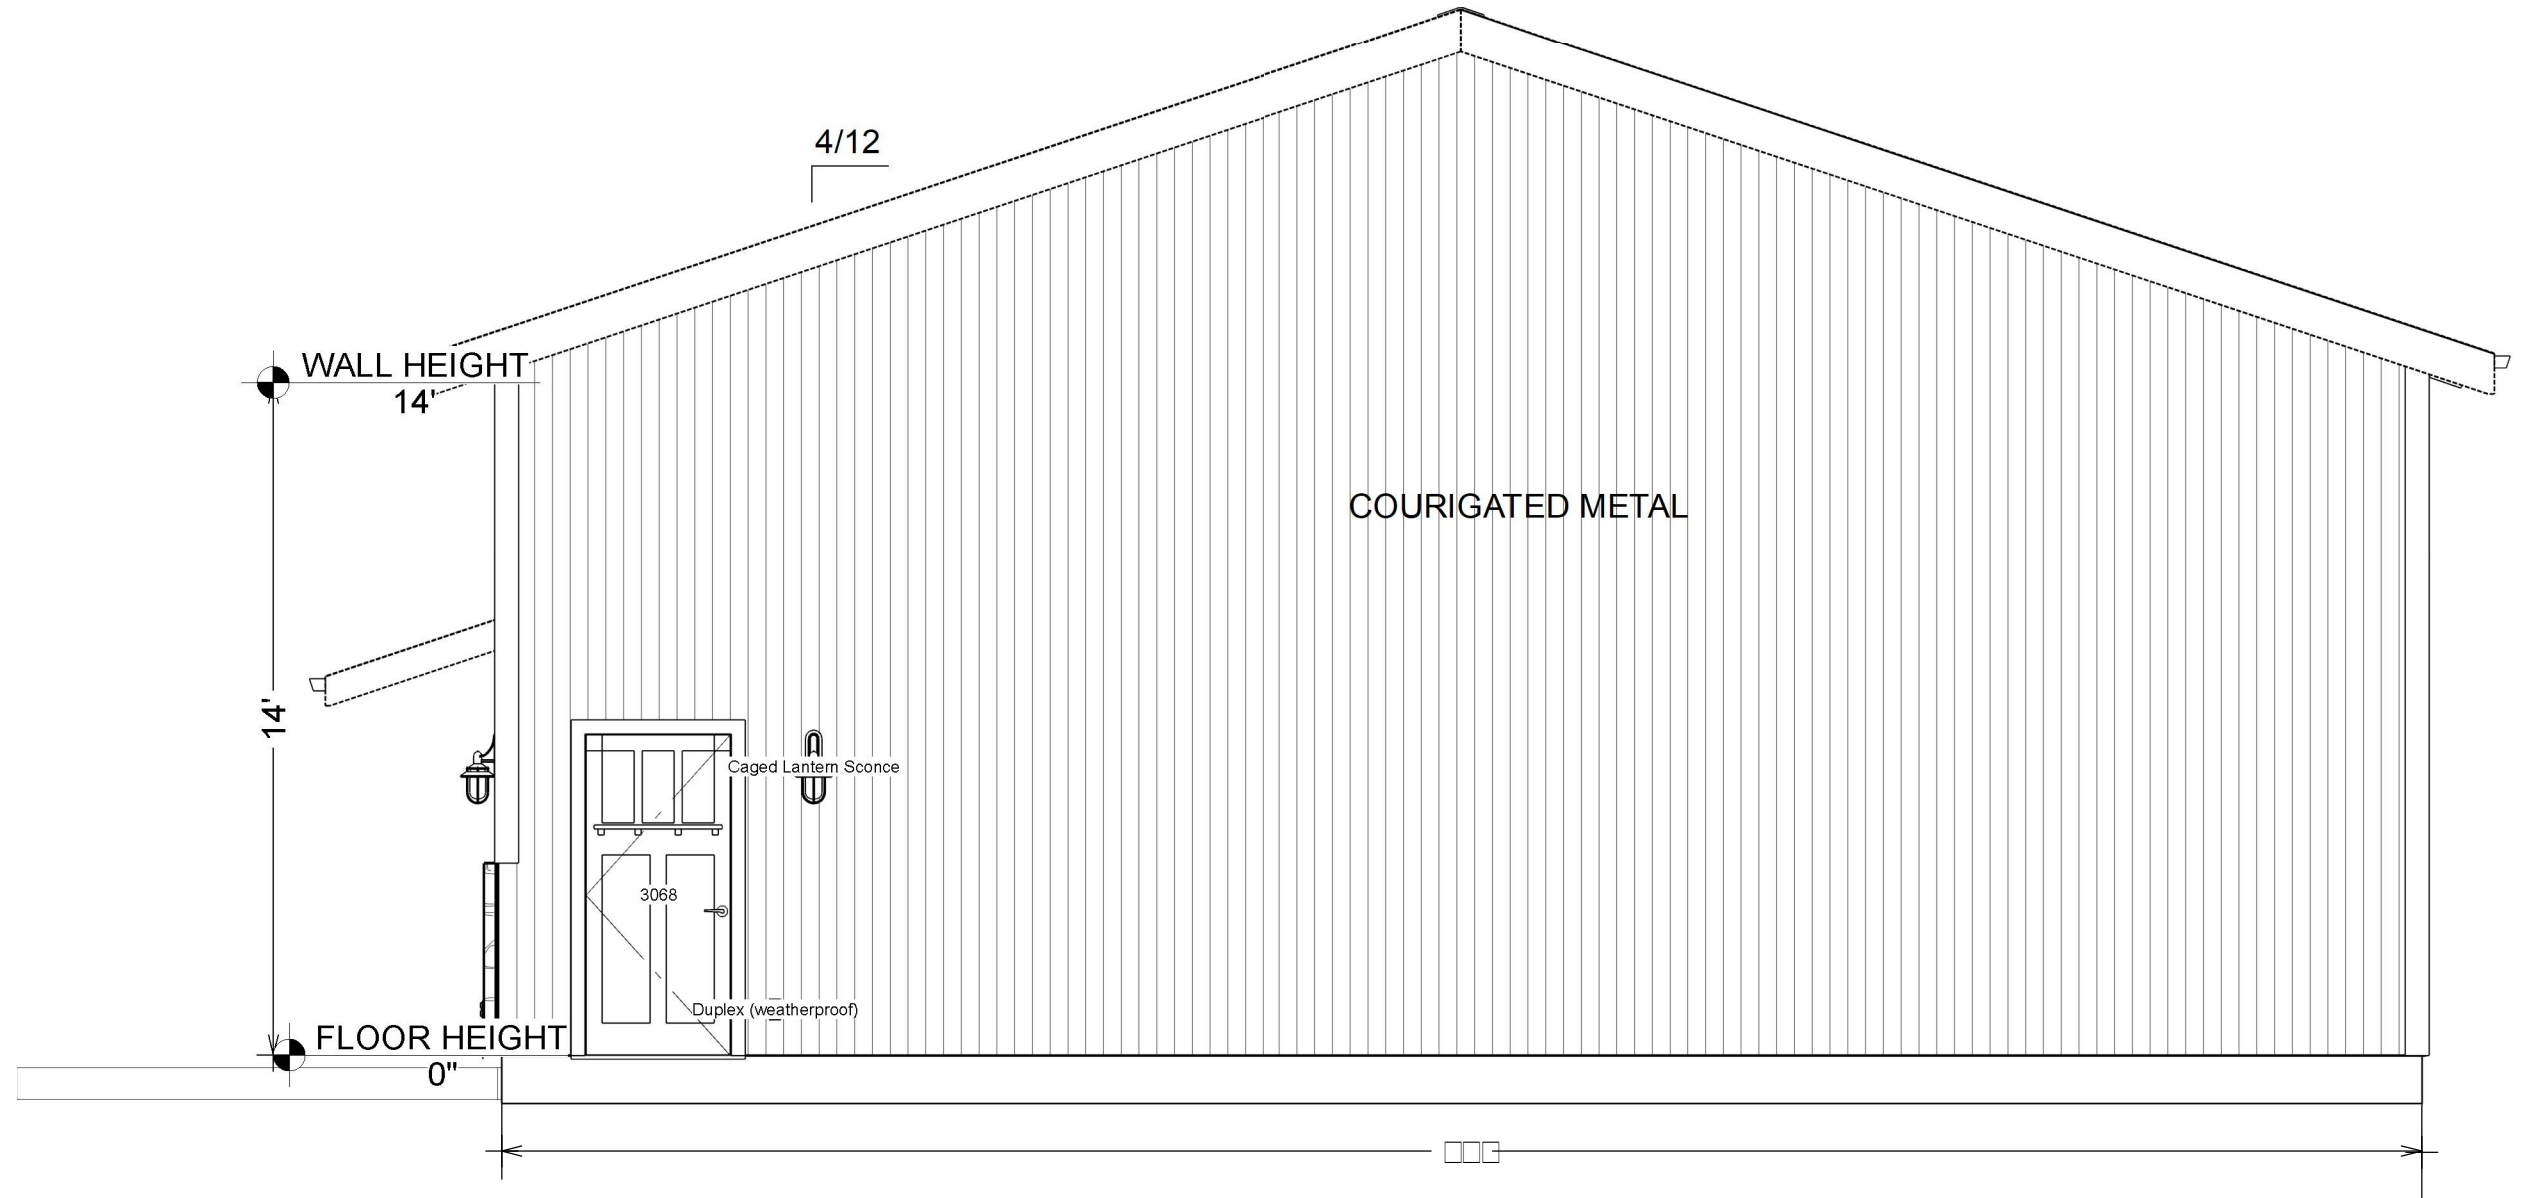 4/12
WALL HEIGHT
14'
COURIGATED METAL
14'
Caged Lantern Sconce
3068
Duplex (weatherproof)
FLOOR HEIGHT
0"